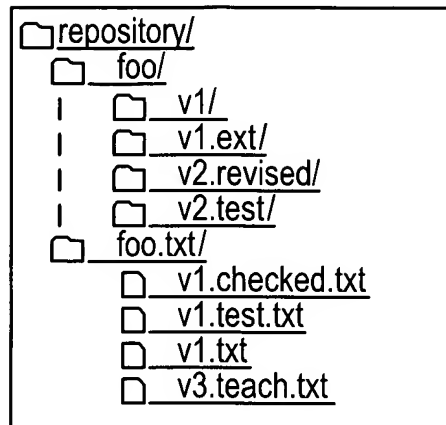 repository/
foo/
v1/
v1.ext/
v2.revised/
v2.test/
foo.txt/
v1.checked.txt
v1.test.txt
v1.txt
v3.teach.txt